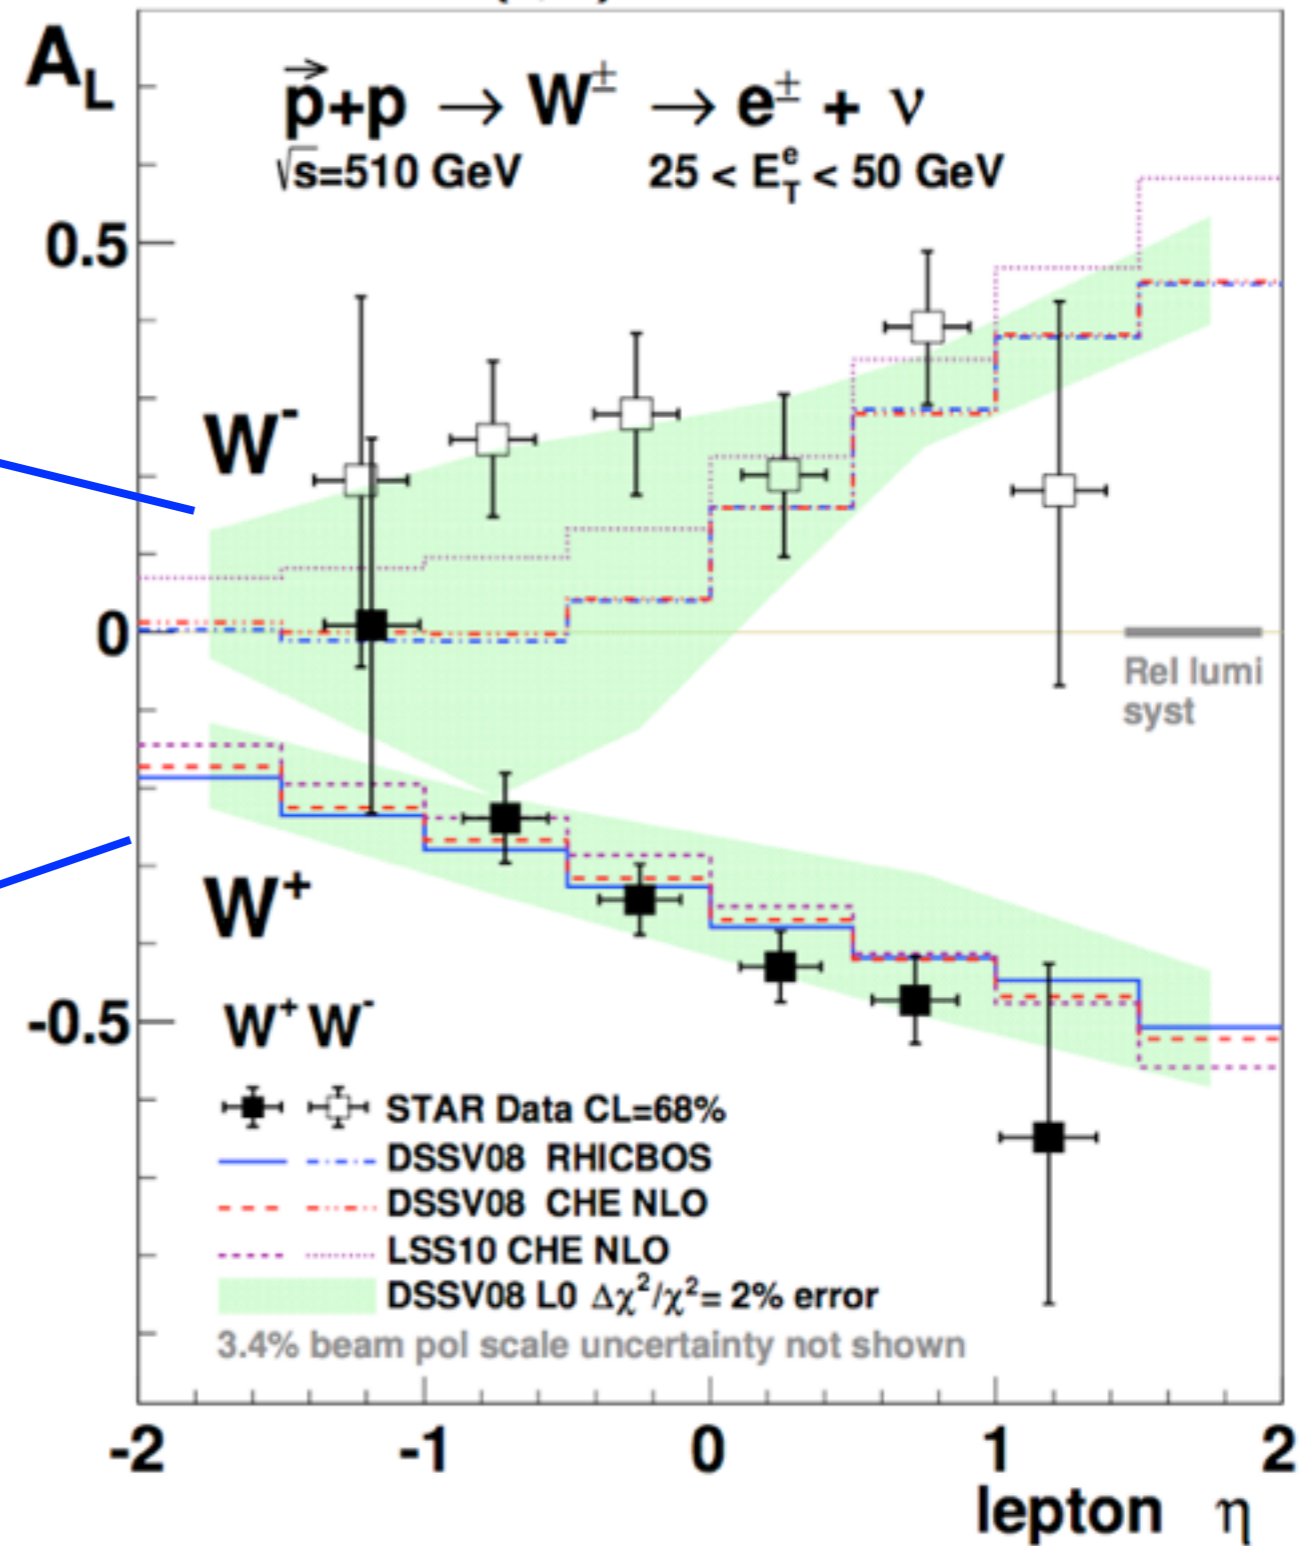 A_L
p⃗+p → W^± → e^± + ν
√s=510 GeV 25 < E_T^e < 50 GeV
0.5
W^-
0
Rel lumi
syst
W^+
W^+ W^-
-0.5
STAR Data CL=68%
DSSV08 RHICBOS
DSSV08 CHE NLO
LSS10 CHE NLO
DSSV08 L0 Δχ²/χ²= 2% error
3.4% beam pol scale uncertainty not shown
-2 -1 0 1 2
lepton η